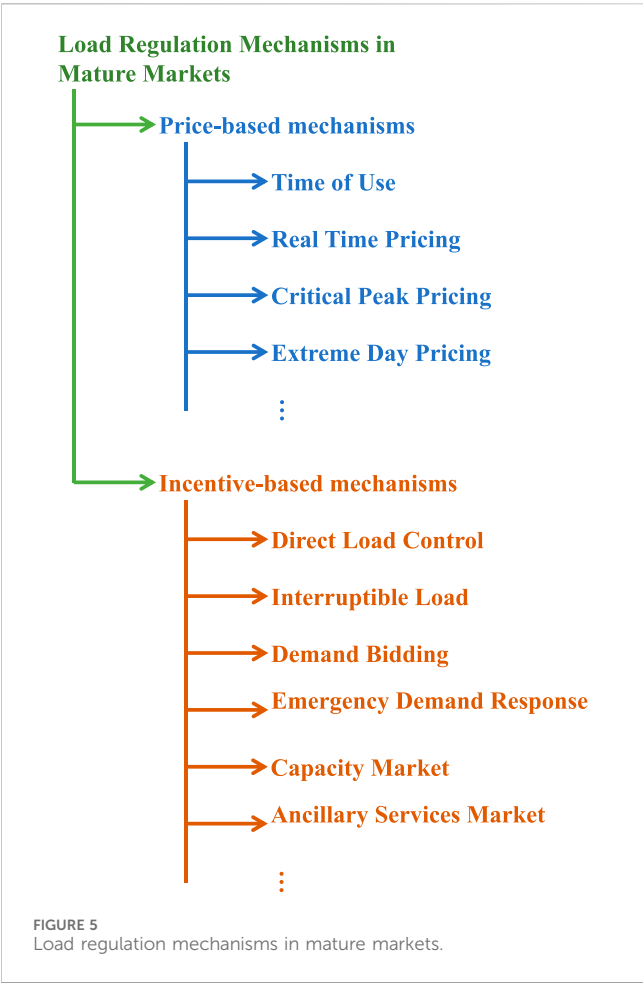 Load Regulation Mechanisms in
Mature Markets
Price-based mechanisms
Time of Use
Real Time Pricing
Critical Peak Pricing
Extreme Day Pricing
⋮
Incentive-based mechanisms
Direct Load Control
Interruptible Load
Demand Bidding
Emergency Demand Response
Capacity Market
Ancillary Services Market
⋮
FIGURE 5
Load regulation mechanisms in mature markets.